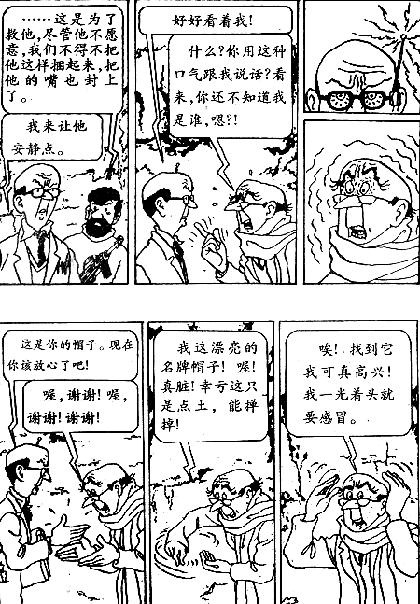 ……这是为了
救他,尽管他不愿
意,我们不得不把
他这样捆起来,把
他的嘴也封上
了。
我来让他
安静点。
好好看着我!
什么?你用这种
口气跟我说话?看
来,你还不知道我
是谁,嗯?!
这是你的帽子。现在
你该放心了吧!
喔,谢谢!喔,
谢谢!谢谢!
我这漂亮的
名牌帽子!喔!
真脏!幸亏这只
是点土,能掸
掉!
唉!找到它
我可真高兴!
我一光着头就
要感冒。